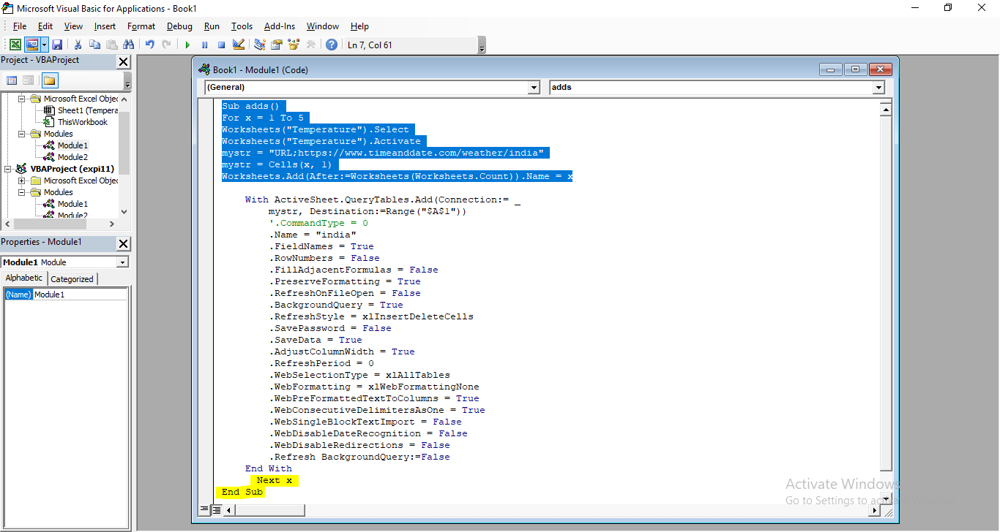 Microsoft Visual Basic for Applications - Book1
File Edit View Insert Format Debug Run Tools Add-Ins Window Help
Ln 7, Col 61
Project - VBAProject
Microsoft Excel Objec
Sheet1 (Tempera
ThisWorkbook
Modules
Module1
Module2
VBAProject (expi11)
Microsoft Excel Objec
Modules
Module1
Module2
Properties - Module1
Module1 Module
Alphabetic Categorized
(Name) Module1
Book1 - Module1 (Code)
(General) adds
Sub adds()
For x = 1 To 5
Worksheets("Temperature").Select
Worksheets("Temperature").Activate
mystr = "URL;https://www.timeanddate.com/weather/india"
mystr = Cells(x, 1)
Worksheets.Add(After:=Worksheets(Worksheets.Count)).Name = x
With ActiveSheet.QueryTables.Add(Connection:= _
mystr, Destination:=Range("$A$1"))
'.CommandType = 0
.Name = "india"
.FieldNames = True
.RowNumbers = False
.FillAdjacentFormulas = False
.PreserveFormatting = True
.RefreshOnFileOpen = False
.BackgroundQuery = True
.RefreshStyle = xlInsertDeleteCells
.SavePassword = False
.SaveData = True
.AdjustColumnWidth = True
.RefreshPeriod = 0
.WebSelectionType = xlAllTables
.WebFormatting = xlWebFormattingNone
.WebPreFormattedTextToColumns = True
.WebConsecutiveDelimitersAsOne = True
.WebSingleBlockTextImport = False
.WebDisableDateRecognition = False
.WebDisableRedirections = False
.Refresh BackgroundQuery:=False
End With
Next x
End Sub
Activate Windows
Go to Settings to